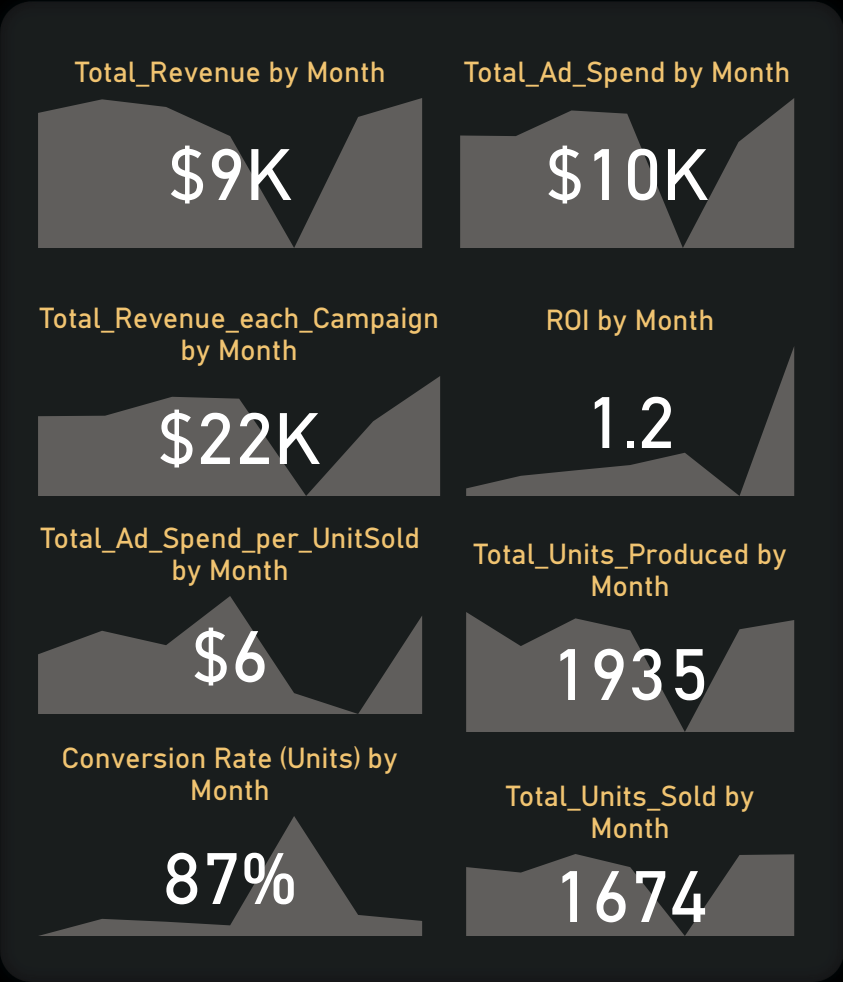 Total_Revenue by Month
$9K
Total_Ad_Spend by Month
$10K
Total_Revenue_each_Campaign
by Month
$22K
ROI by Month
1.2
Total_Ad_Spend_per_UnitSold
by Month
$6
Total_Units_Produced by
Month
1935
Conversion Rate (Units) by
Month
87%
Total_Units_Sold by
Month
1674